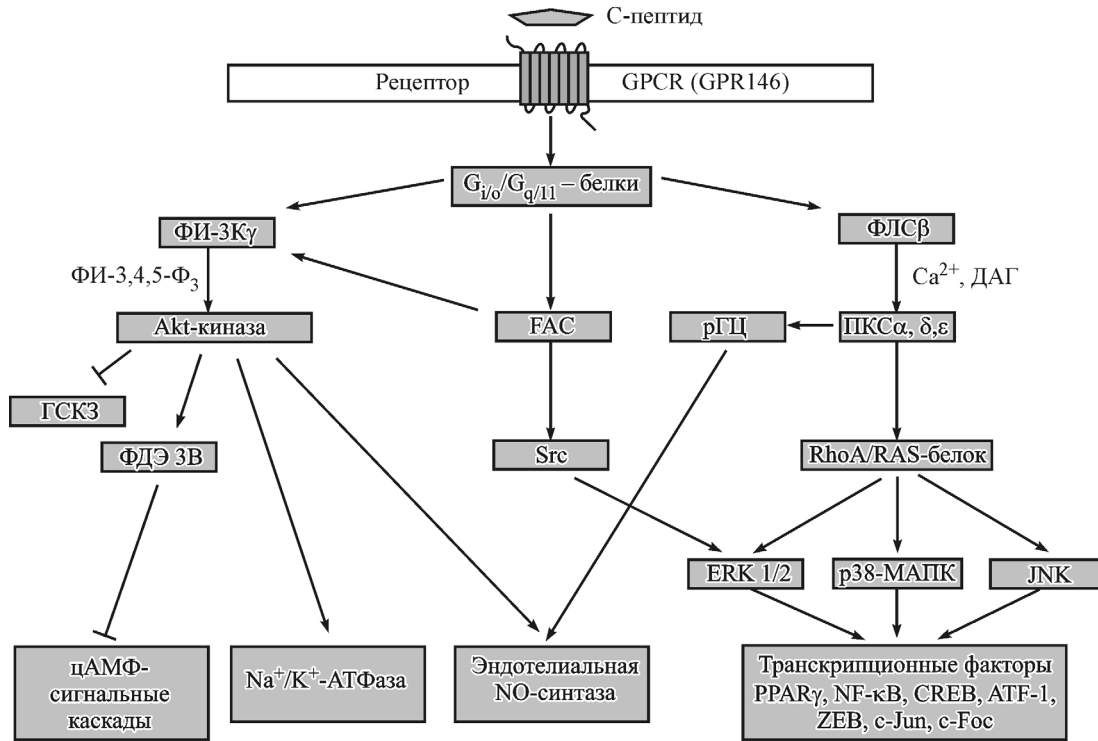 С-пептид
Рецептор
GPCR (GPR146)
Gi/o/Gq/11 – белки
ФИ-3Кγ
ФЛСβ
ФИ-3,4,5-Ф3
Ca2+, ДАГ
Akt-киназа
FAC
рГЦ
ПКСα, δ,ε
ГСК3
ФДЭ 3В
Src
RhoA/RAS-белок
ERK 1/2
p38-МАПК
JNK
цАМФ-
сигнальные
каскады
Na+/K+-АТФаза
Эндотелиальная
NO-синтаза
Транскрипционные факторы
PPARγ, NF-κB, CREB, ATF-1,
ZEB, c-Jun, c-Foc